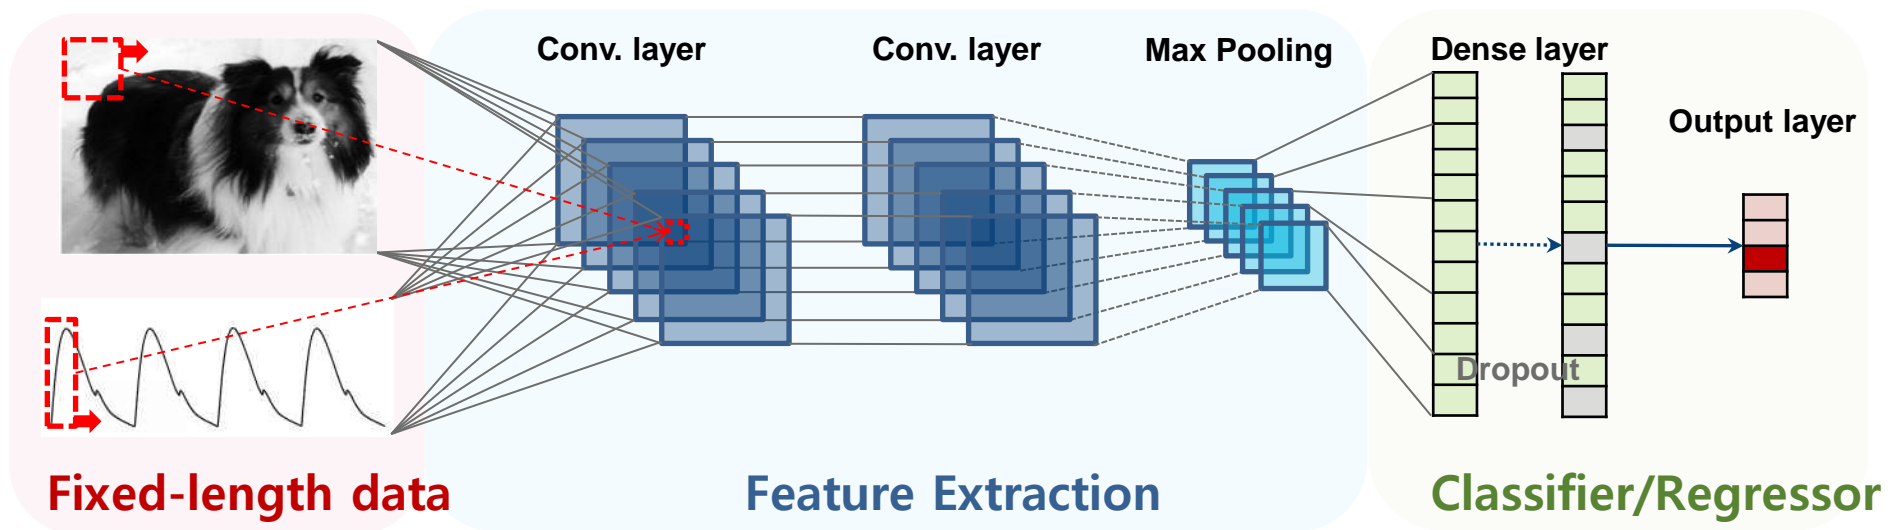 Conv. layer
Conv. layer
Max Pooling
Dense layer
Output layer
Dropout
Fixed-length data
Feature Extraction
Classifier/Regressor